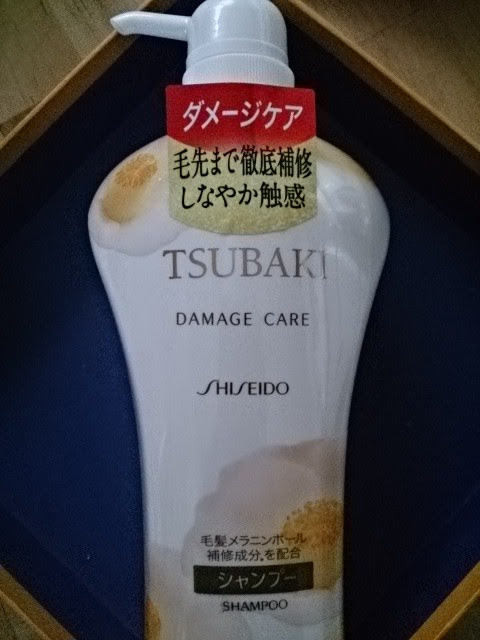 ダメージケア
毛先まで徹底補修
しなやか触感
TSUBAKI
DAMAGE CARE
SHISEIDO
毛髪メラニンホール
補修成分*を配合
シャンプー
SHAMPOO